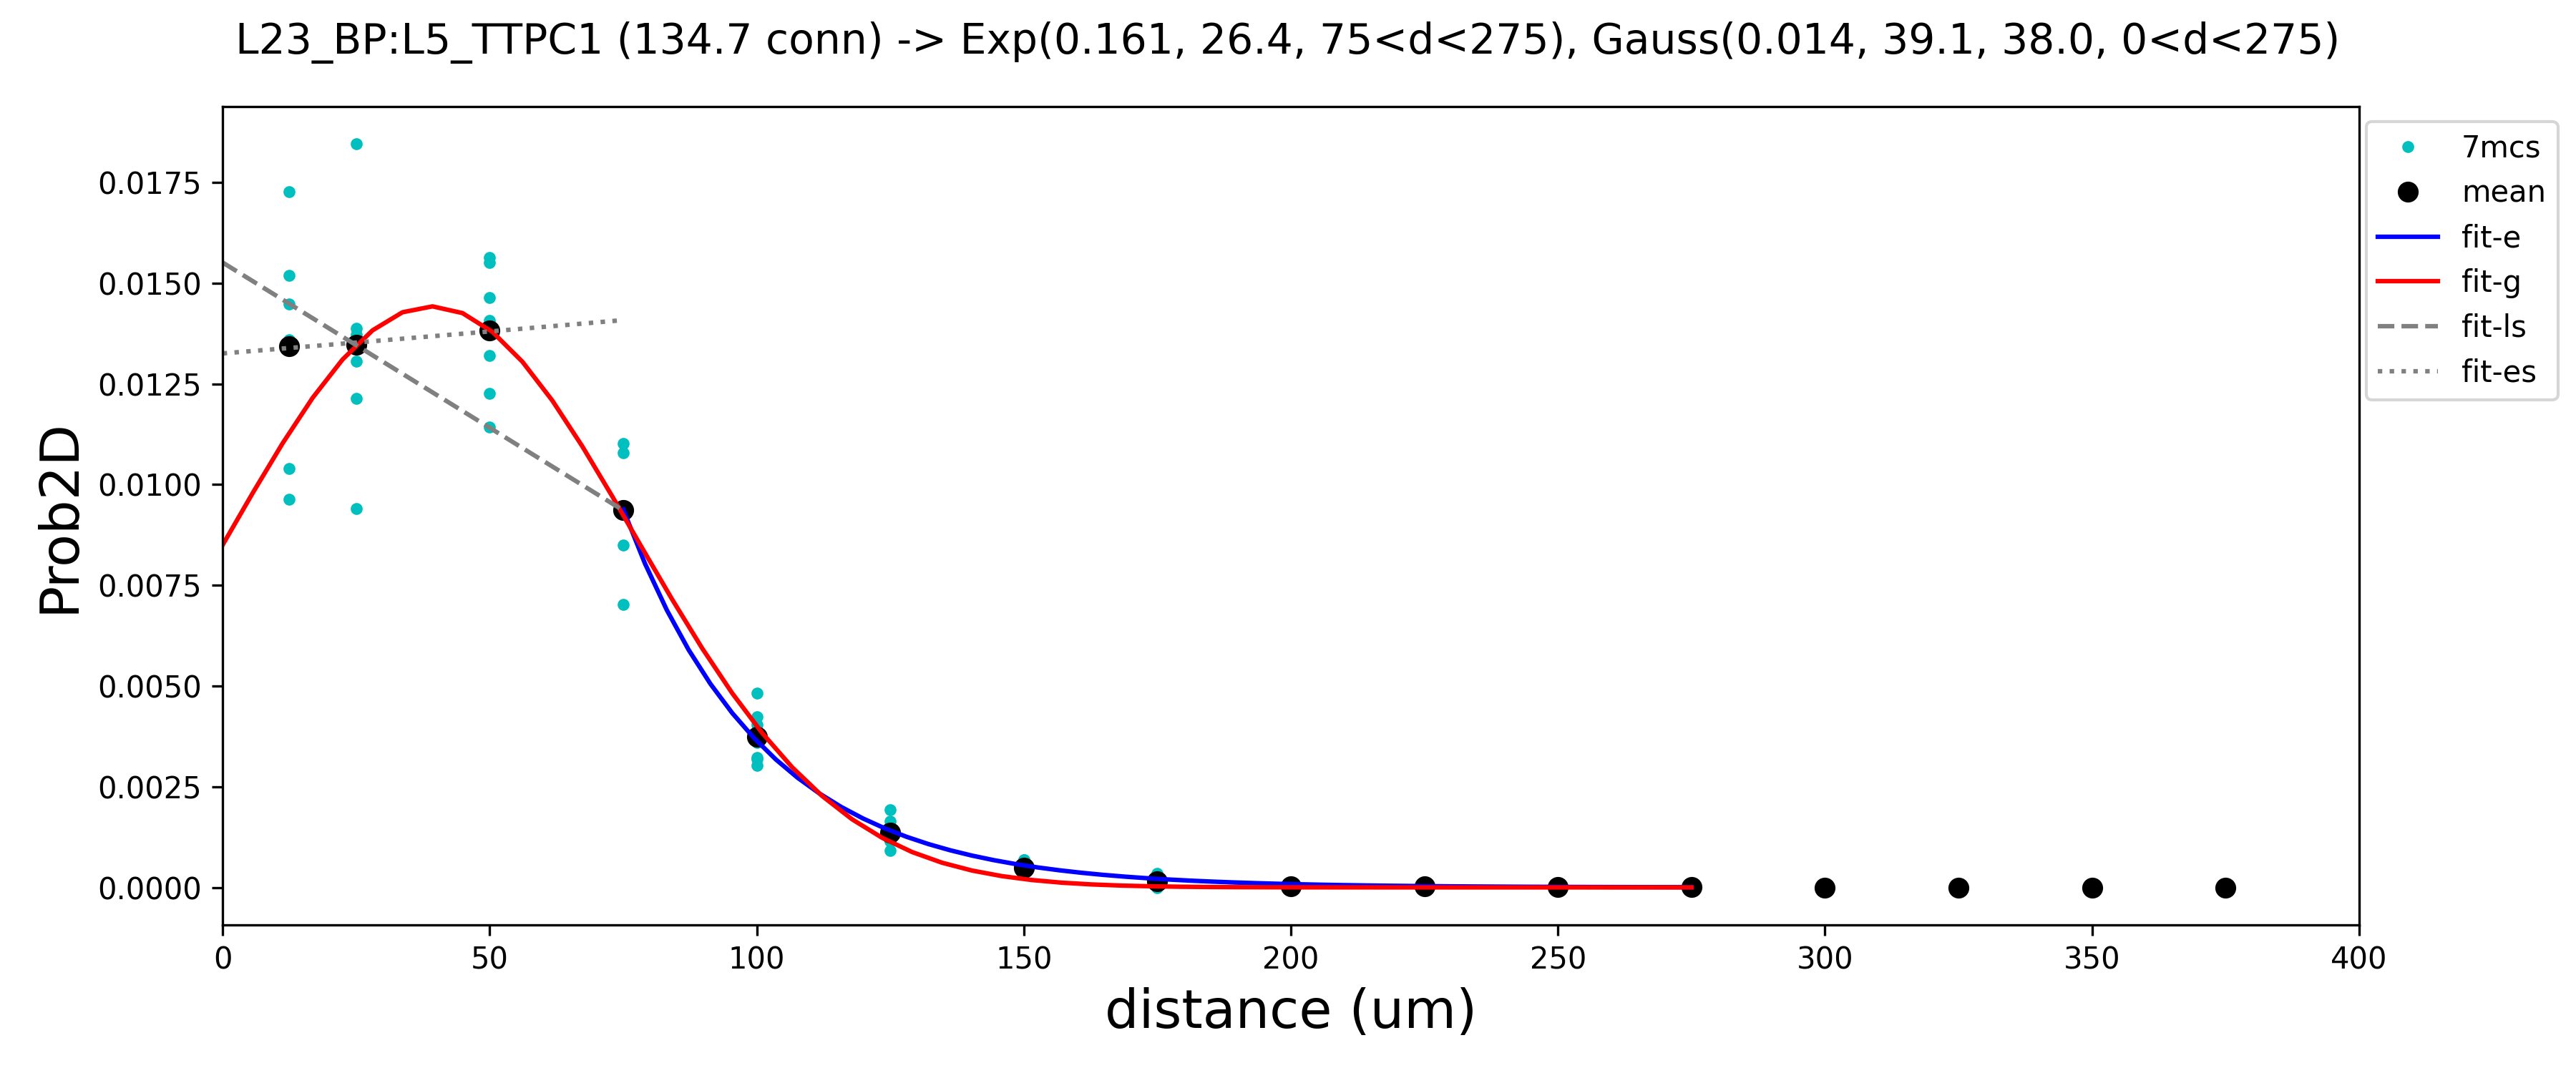 L23_BP:L5_TTPC1 (134.7 conn) -> Exp(0.161, 26.4, 75<d<275), Gauss(0.014, 39.1, 38.0, 0<d<275)
7mcs
mean
fit-e
fit-g
fit-ls
fit-es
Prob2D
0.0175
0.0150
0.0125
0.0100
0.0075
0.0050
0.0025
0.0000
0 50 100 150 200 250 300 350 400
distance (um)